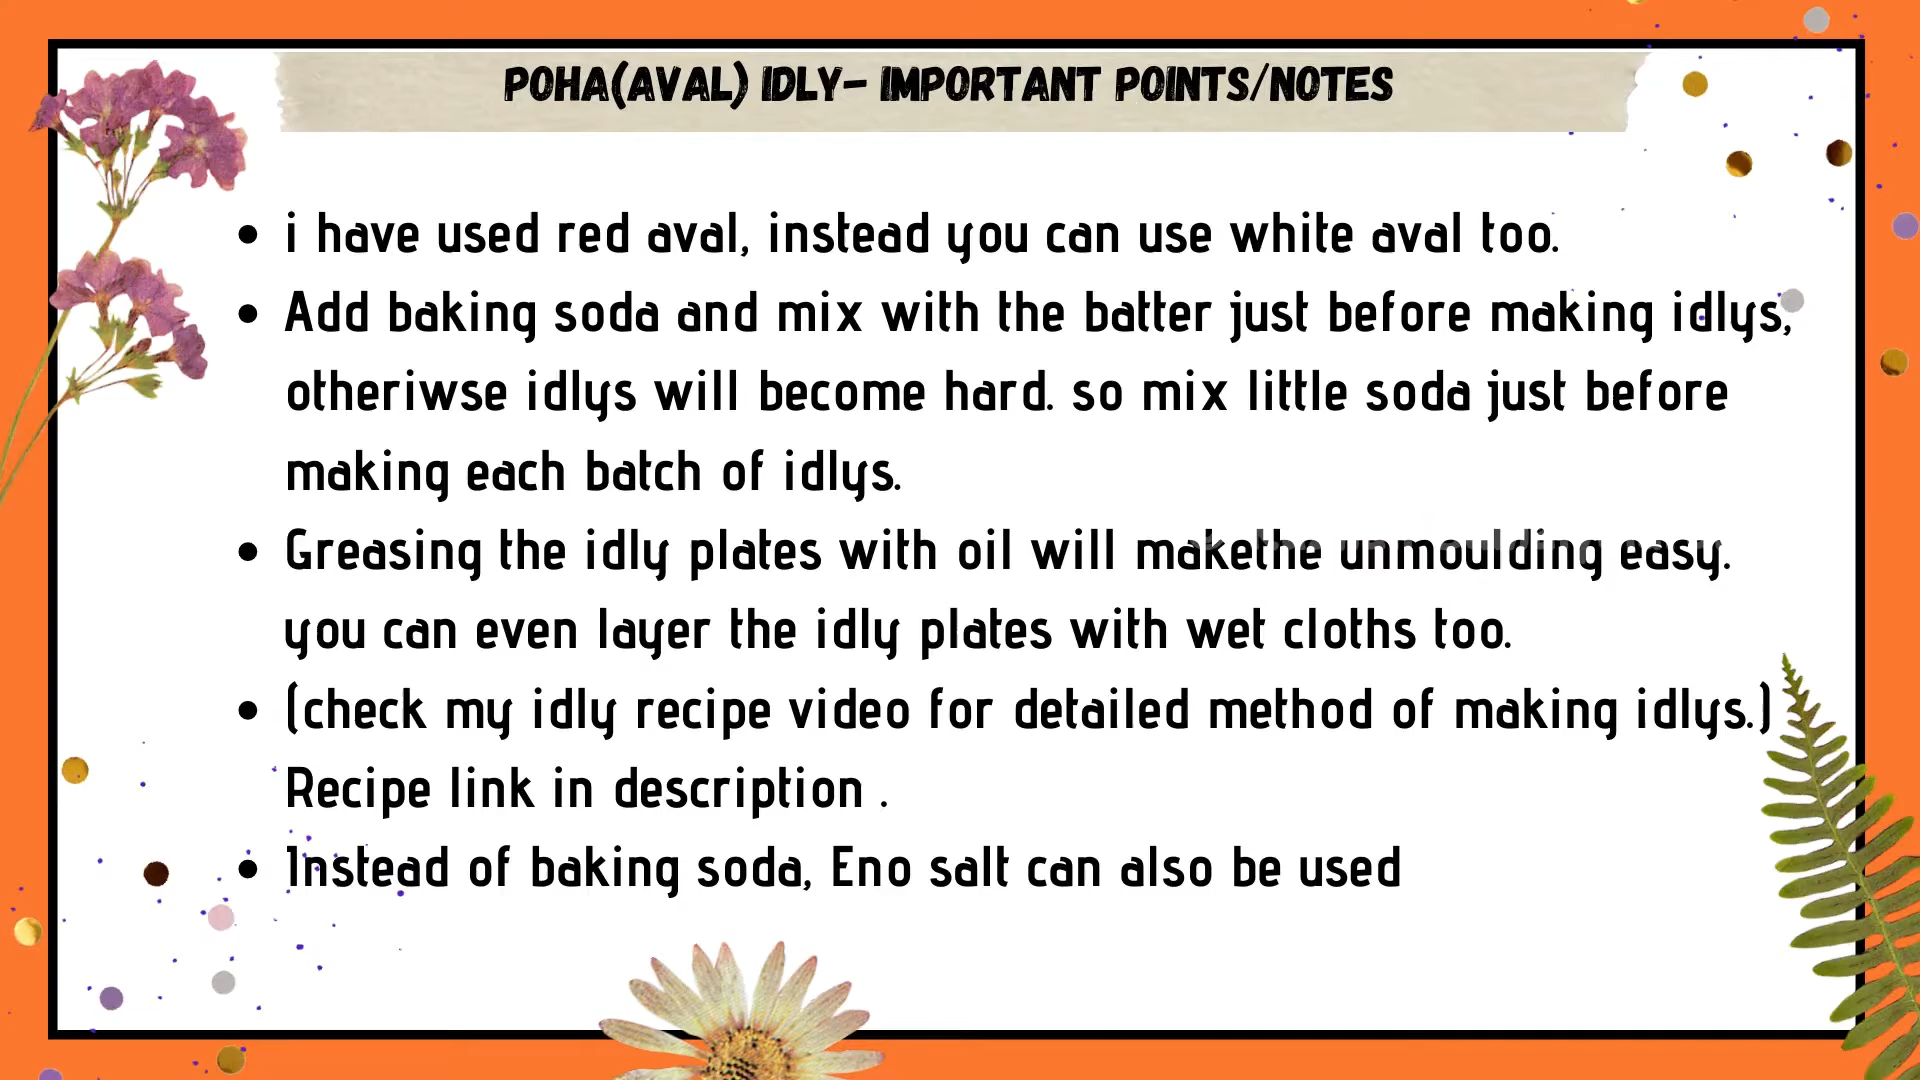 POHA(AVAL) IDLY- IMPORTANT POINTS/NOTES
• i have used red aval, instead you can use white aval too.
• Add baking soda and mix with the batter just before making idlys,
otheriwse idlys will become hard. so mix little soda just before
making each batch of idlys.
• Greasing the idly plates with oil will makethe unmoulding easy.
you can even layer the idly plates with wet cloths too.
• (check my idly recipe video for detailed method of making idlys.)
Recipe link in description .
• Instead of baking soda, Eno salt can also be used